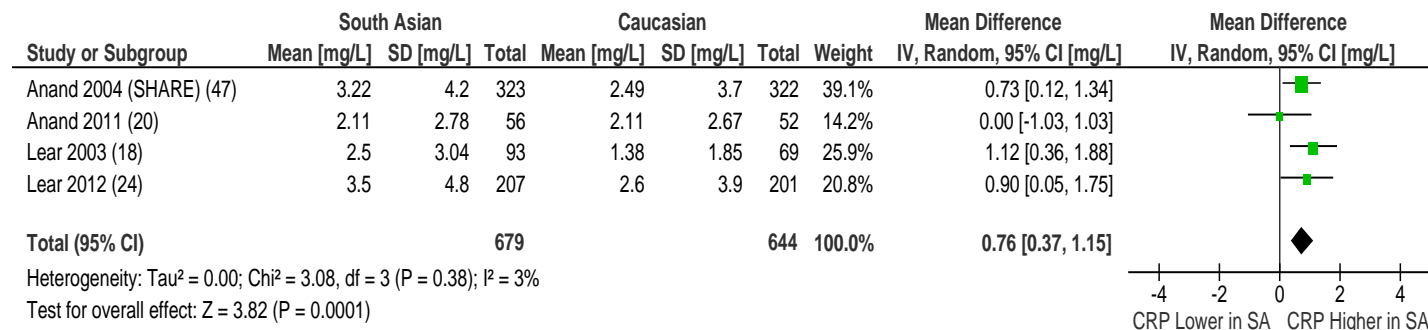 South Asian Caucasian Mean Difference Mean Difference
Study or Subgroup Mean [mg/L] SD [mg/L] Total Mean [mg/L] SD [mg/L] Total Weight IV, Random, 95% CI [mg/L] IV, Random, 95% CI [mg/L]
Anand 2004 (SHARE) (47) 3.22 4.2 323 2.49 3.7 322 39.1% 0.73 [0.12, 1.34]
Anand 2011 (20) 2.11 2.78 56 2.11 2.67 52 14.2% 0.00 [-1.03, 1.03]
Lear 2003 (18) 2.5 3.04 93 1.38 1.85 69 25.9% 1.12 [0.36, 1.88]
Lear 2012 (24) 3.5 4.8 207 2.6 3.9 201 20.8% 0.90 [0.05, 1.75]
Total (95% CI) 679 644 100.0% 0.76 [0.37, 1.15]
Heterogeneity: Tau² = 0.00; Chi² = 3.08, df = 3 (P = 0.38); I² = 3%
Test for overall effect: Z = 3.82 (P = 0.0001)
-4 -2 0 2 4
CRP Lower in SA CRP Higher in SA